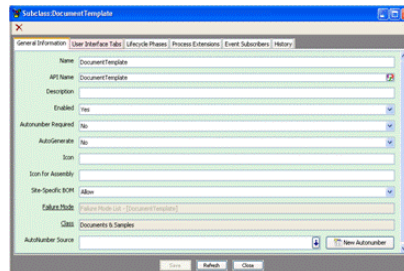 Subclass:DocumentTemplate
General Information User Interface Tabs Lifecycle Phases Process Extensions Event Subscribers History
Name DocumentTemplate
API Name DocumentTemplate
Description
Enabled Yes
Autonumber Required No
AutoGenerate No
Icon
Icon for Assembly
Site-Specific BOM Allow
Failure Mode Failure Mode List - [DocumentTemplate]
Class Documents & Samples
AutoNumber Source New Autonumber
Save Refresh Close